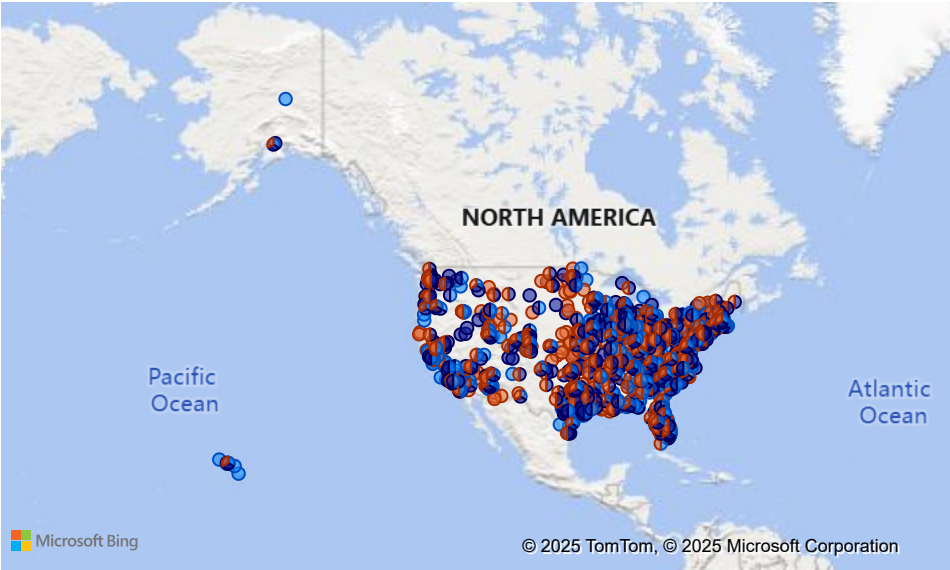 NORTH AMERICA
Pacific
Ocean
Atlantic
Ocean
Microsoft Bing
© 2025 TomTom, © 2025 Microsoft Corporation